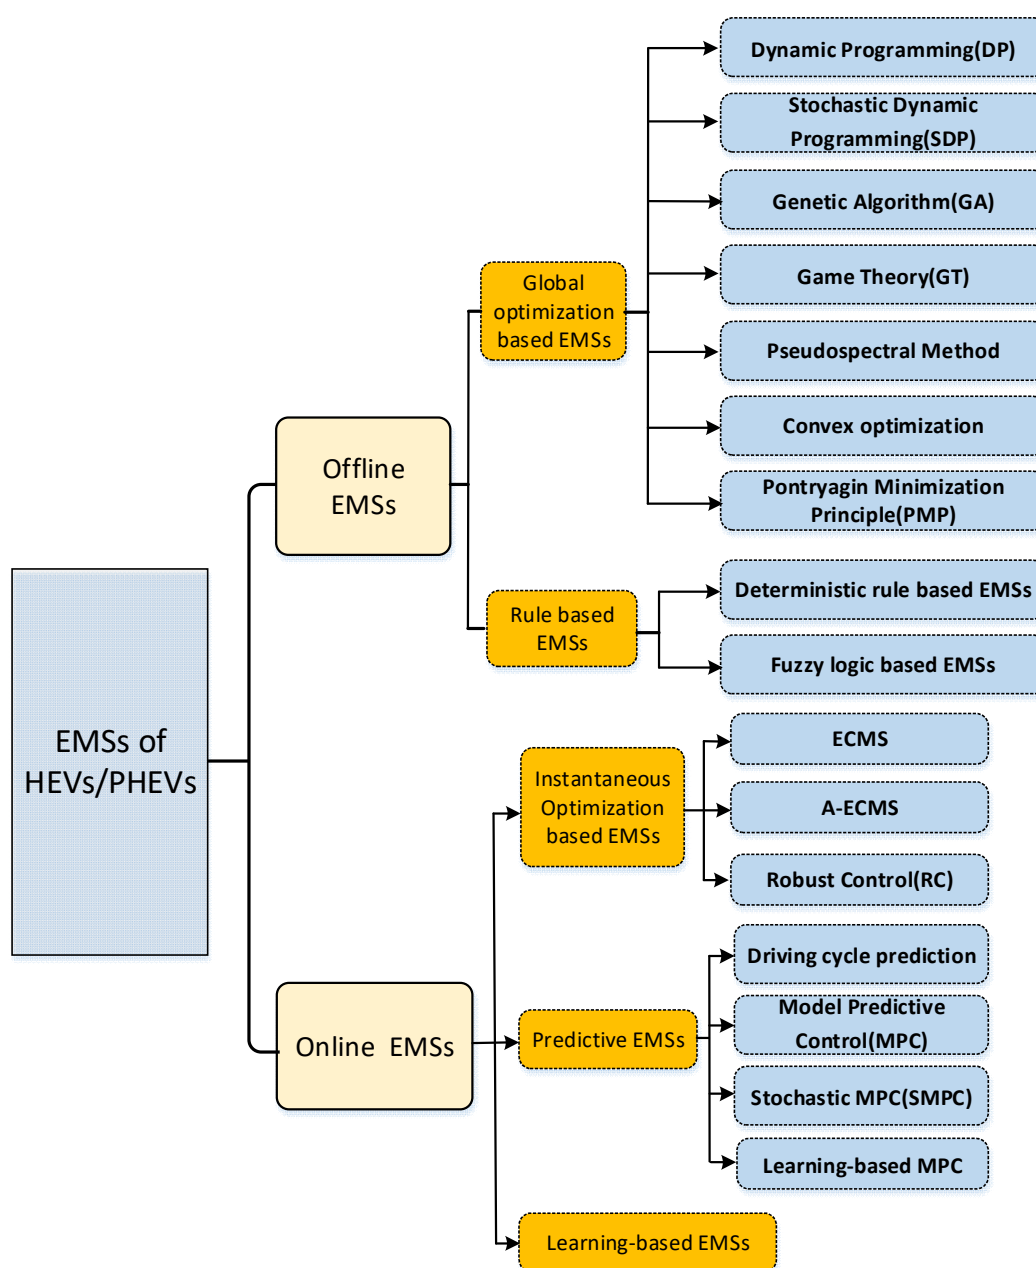 Dynamic Programming(DP)
Stochastic Dynamic
Programming(SDP)
Genetic Algorithm(GA)
Global
optimization
based EMSs
Game Theory(GT)
Pseudospectral Method
Convex optimization
Offline
EMSs
Pontryagin Minimization
Principle(PMP)
Deterministic rule based EMSs
Rule based
EMSs
Fuzzy logic based EMSs
EMSs of
HEVs/PHEVs
ECMS
Instantaneous
Optimization
based EMSs
A-ECMS
Robust Control(RC)
Driving cycle prediction
Online EMSs
Predictive EMSs
Model Predictive
Control(MPC)
Stochastic MPC(SMPC)
Learning-based MPC
Learning-based EMSs